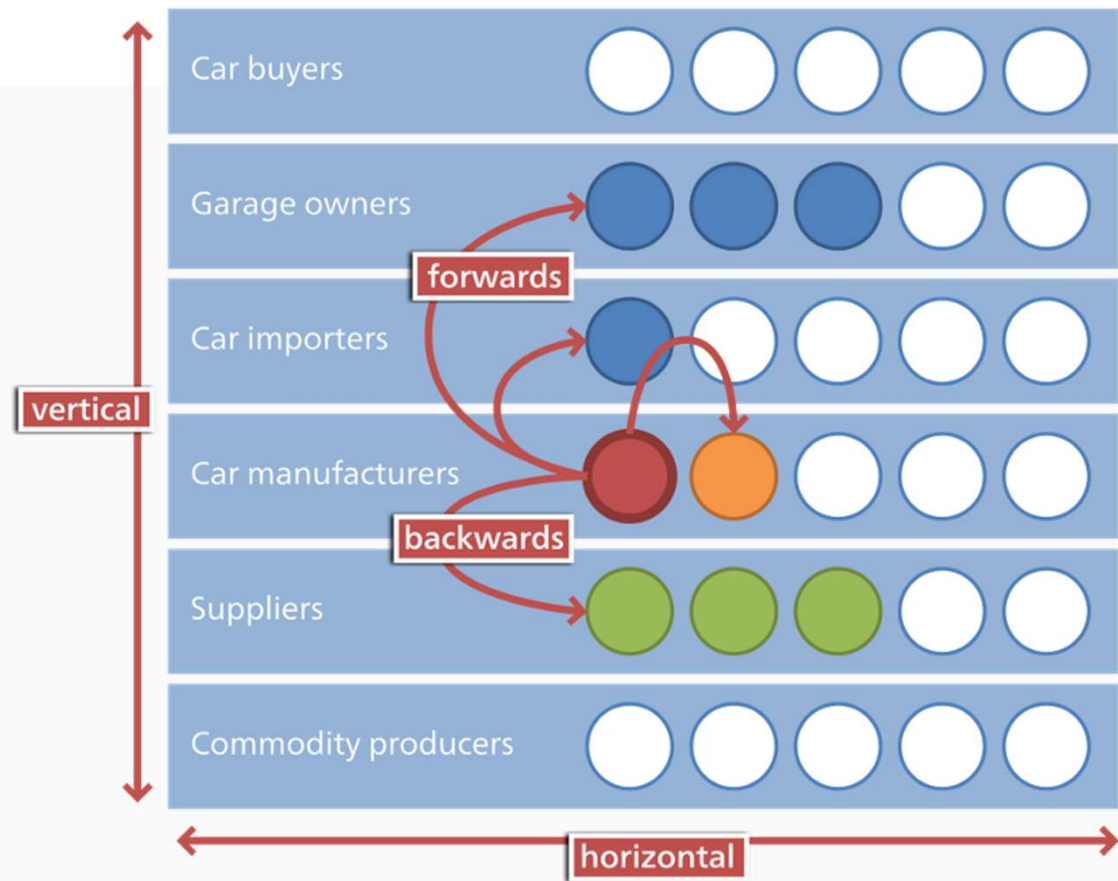 Car buyers
Garage owners
forwards
Car importers
vertical
Car manufacturers
backwards
Suppliers
Commodity producers
horizontal